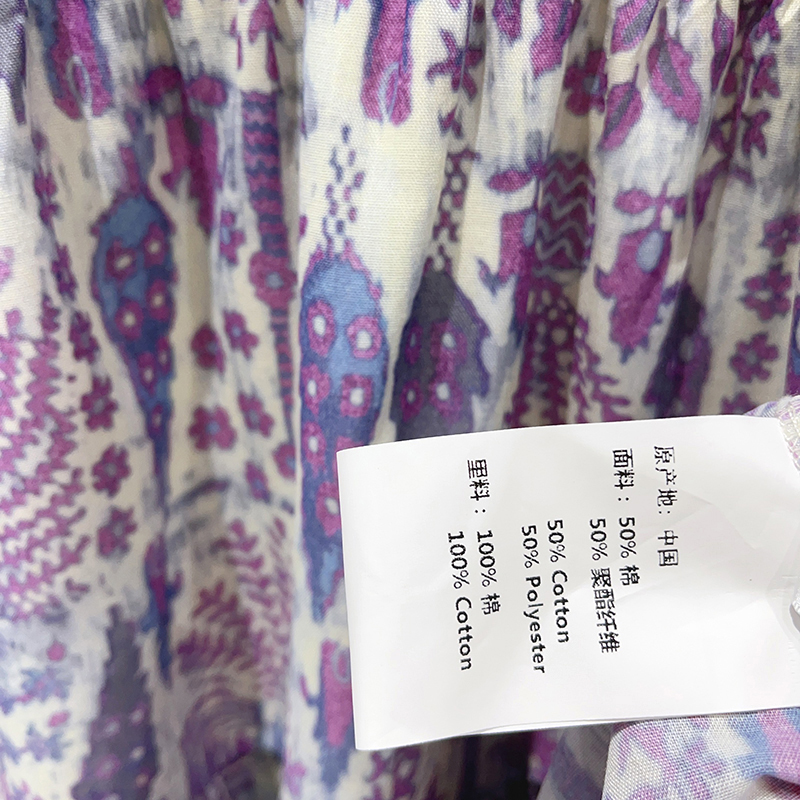 原产地：中国
面料：50% 棉
50% 聚酯纤维
50% Cotton
50% Polyester
里料：100% 棉
100% Cotton